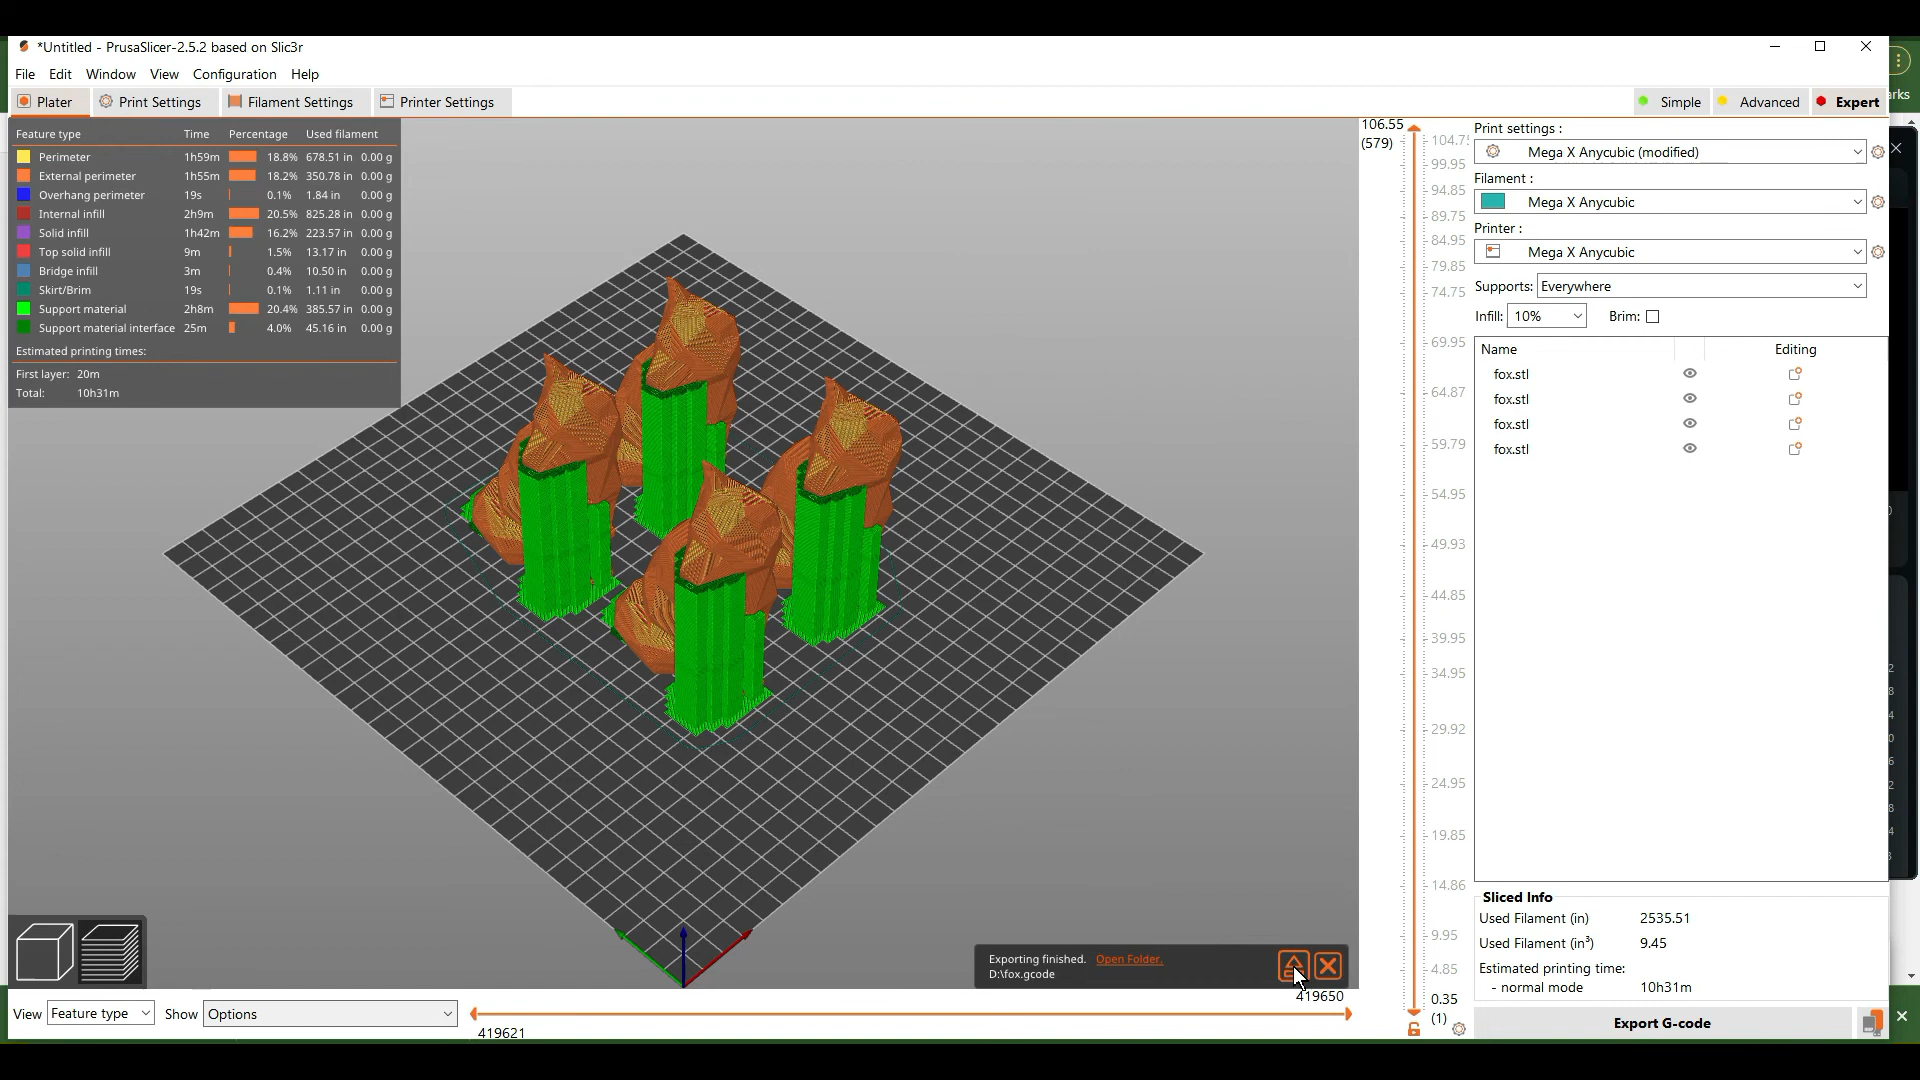 *Untitled - PrusaSlicer-2.5.2 based on Slic3r
File Edit Window View Configuration Help
Plater Print Settings Filament Settings Printer Settings Simple Advanced Expert
Feature type Time Percentage Used filament
Perimeter 1h59m 18.8% 678.51 in 0.00 g
External perimeter 1h55m 18.2% 350.78 in 0.00 g
Overhang perimeter 19s 0.1% 1.84 in 0.00 g
Internal infill 2h9m 20.5% 825.28 in 0.00 g
Solid infill 1h42m 16.2% 223.57 in 0.00 g
Top solid infill 9m 1.5% 13.17 in 0.00 g
Bridge infill 3m 0.4% 10.50 in 0.00 g
Skirt/Brim 19s 0.1% 1.11 in 0.00 g
Support material 2h8m 20.4% 385.57 in 0.00 g
Support material interface 25m 4.0% 45.16 in 0.00 g
Estimated printing times:
First layer: 20m
Total: 10h31m
106.55
(579)
104.75
99.95
94.85
89.75
84.95
79.85
74.75
69.95
64.87
59.79
54.95
49.93
44.85
39.95
34.95
29.92
24.95
19.85
14.86
9.95
4.85
0.35
(1)
Print settings :
Mega X Anycubic (modified)
Filament :
Mega X Anycubic
Printer :
Mega X Anycubic
Supports: Everywhere
Infill: 10% Brim:
Name Editing
fox.stl
fox.stl
fox.stl
fox.stl
Sliced Info
Used Filament (in) 2535.51
Used Filament (in³) 9.45
Estimated printing time:
- normal mode 10h31m
Export G-code
Exporting finished. Open Folder.
D:\fox.gcode
View Feature type Show Options
419650
419621